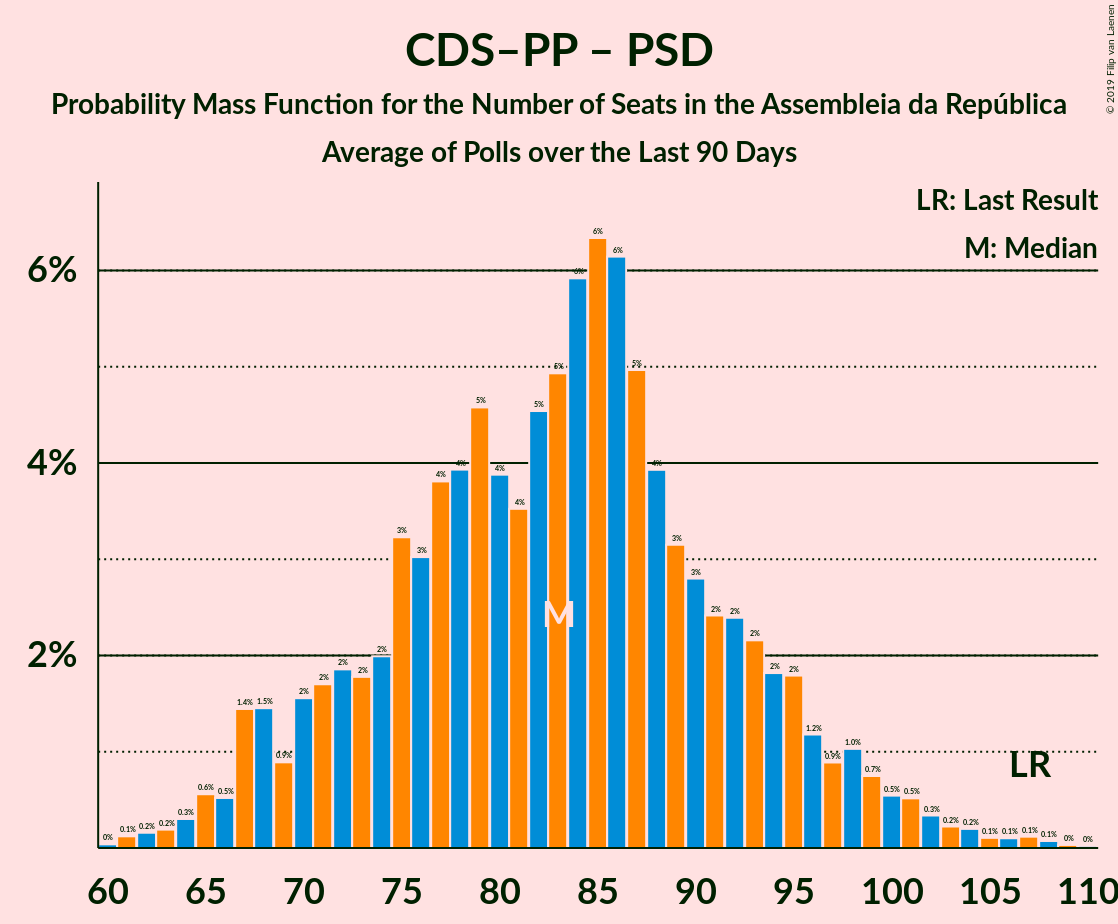 CDS–PP – PSD
Probability Mass Function for the Number of Seats in the Assembleia da República
Average of Polls over the Last 90 Days
© 2019 Filip van Laenen
LR: Last Result
M: Median
6%
4%
2%
0% 0.1% 0.2% 0.2% 0.3% 0.6% 0.5% 1.4% 1.5% 0.9% 2% 2% 2% 2% 2% 3% 3% 4% 4% 5% 4% 4% 5% 5% 6% 6% 6% 5% 4% 3% 3% 2% 2% 2% 2% 2% 1.2% 0.9% 1.0% 0.7% 0.5% 0.5% 0.3% 0.2% 0.2% 0.1% 0.1% 0.1% 0.1% 0% 0%
M
LR
60 65 70 75 80 85 90 95 100 105 110